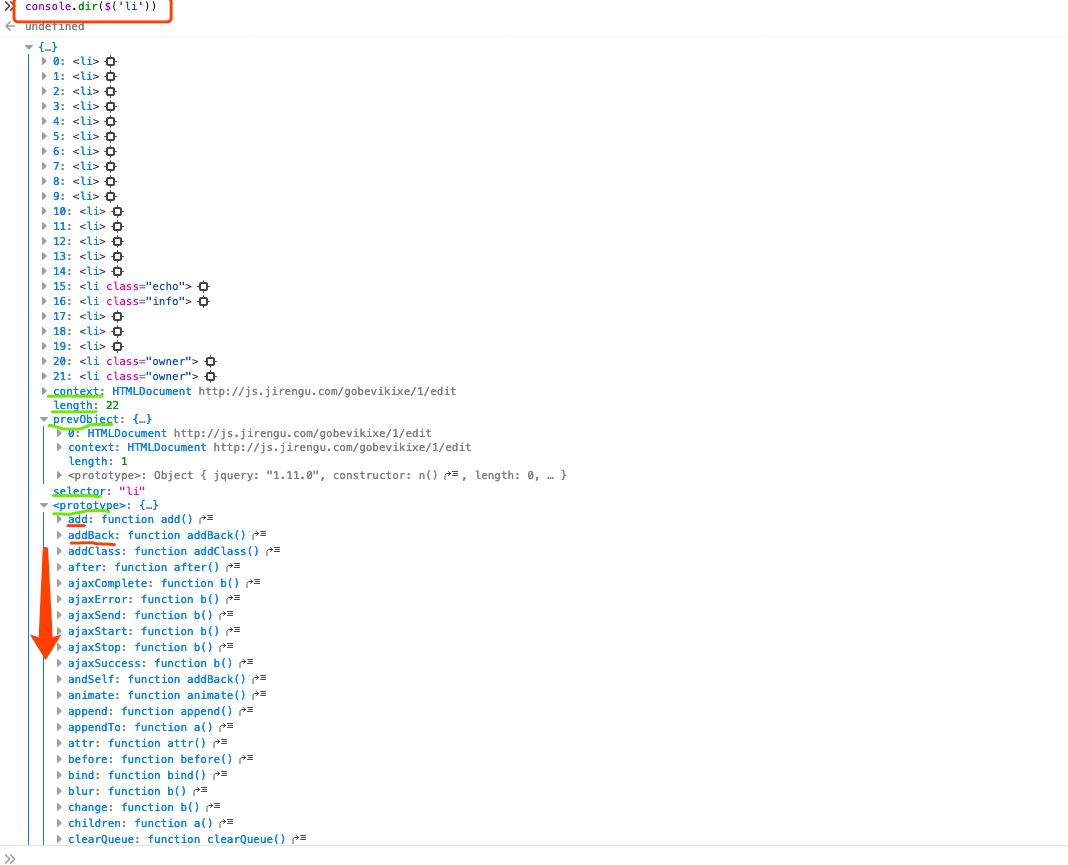 console.dir($('li'))
undefined
{…}
0: <li>
1: <li>
2: <li>
3: <li>
4: <li>
5: <li>
6: <li>
7: <li>
8: <li>
9: <li>
10: <li>
11: <li>
12: <li>
13: <li>
14: <li>
15: <li class="echo">
16: <li class="info">
17: <li>
18: <li>
19: <li>
20: <li class="owner">
21: <li class="owner">
context: HTMLDocument http://js.jirengu.com/gobevikixe/1/edit
length: 22
prevObject: {…}
0: HTMLDocument http://js.jirengu.com/gobevikixe/1/edit
context: HTMLDocument http://js.jirengu.com/gobevikixe/1/edit
length: 1
<prototype>: Object { jquery: "1.11.0", constructor: n(), length: 0, … }
selector: "li"
<prototype>: {…}
add: function add()
addBack: function addBack()
addClass: function addClass()
after: function after()
ajaxComplete: function b()
ajaxError: function b()
ajaxSend: function b()
ajaxStart: function b()
ajaxStop: function b()
ajaxSuccess: function b()
andSelf: function addBack()
animate: function animate()
append: function append()
appendTo: function a()
attr: function attr()
before: function before()
bind: function bind()
blur: function b()
change: function b()
children: function a()
clearQueue: function clearQueue()